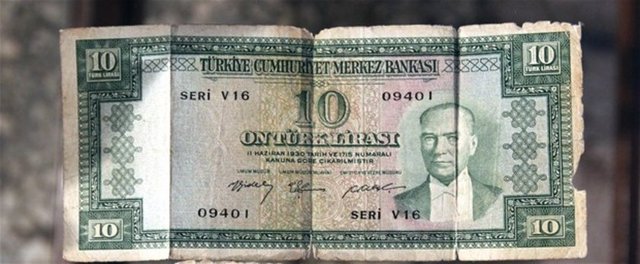 10 TÜRK LİRASI
TÜRKİYE CUMHURİYET MERKEZ BANKASI
10 TÜRK LİRASI
SERİ V16
10
09401
ON TÜRK LİRASI
11 HAZİRAN 1930 TARİH VE 1715 NUMARALI
KANUNA GÖRE ÇIKARILMIŞTIR
09401
SERİ V16
10
10